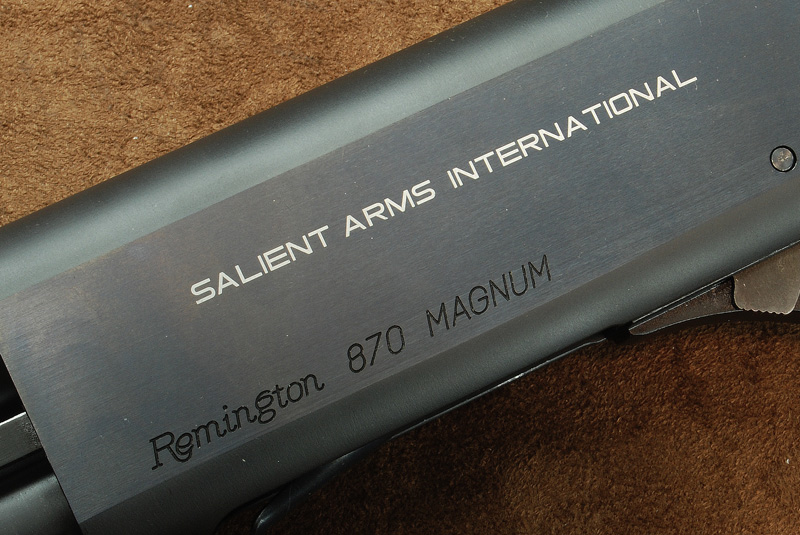 SALIENT ARMS INTERNATIONAL
Remington 870 MAGNUM